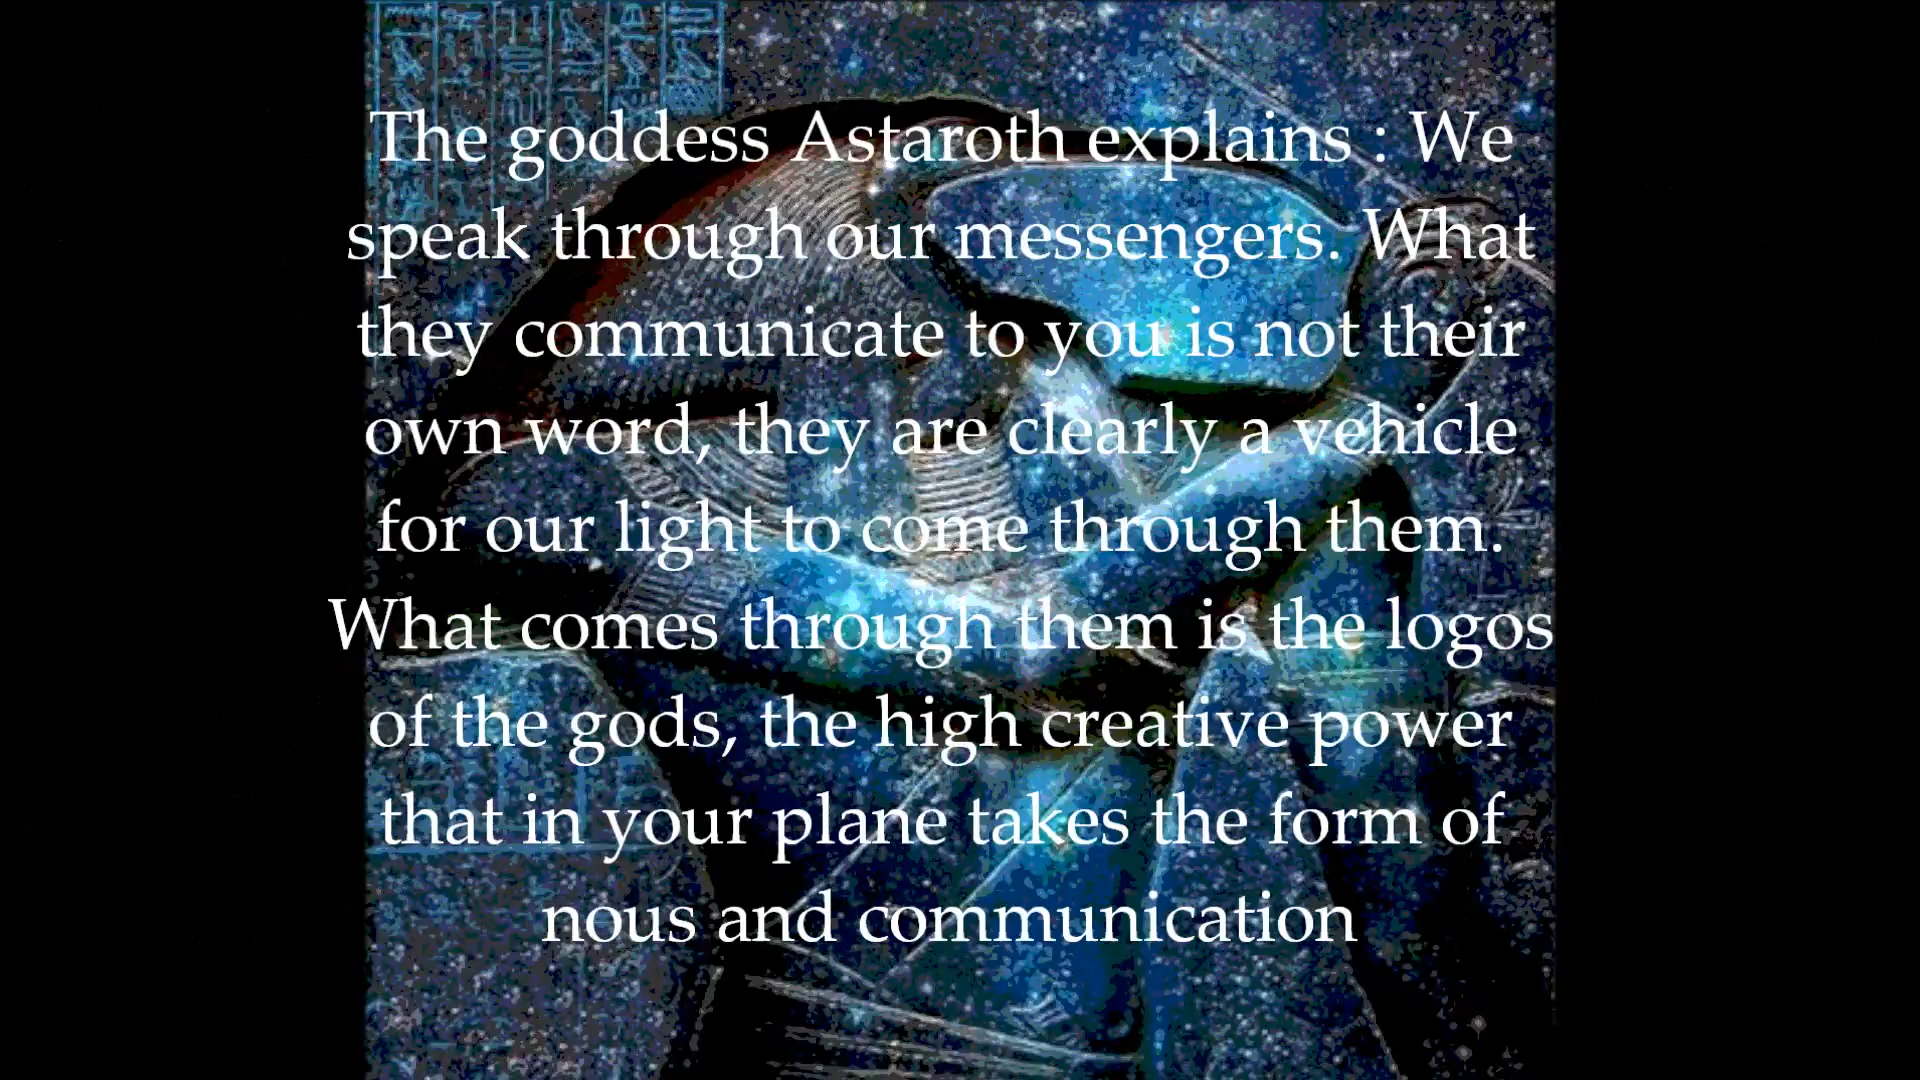 The goddess Astaroth explains : We
speak through our messengers. What
they communicate to you is not their
own word, they are clearly a vehicle
for our light to come through them.
What comes through them is the logos
of the gods, the high creative power
that in your plane takes the form of
nous and communication